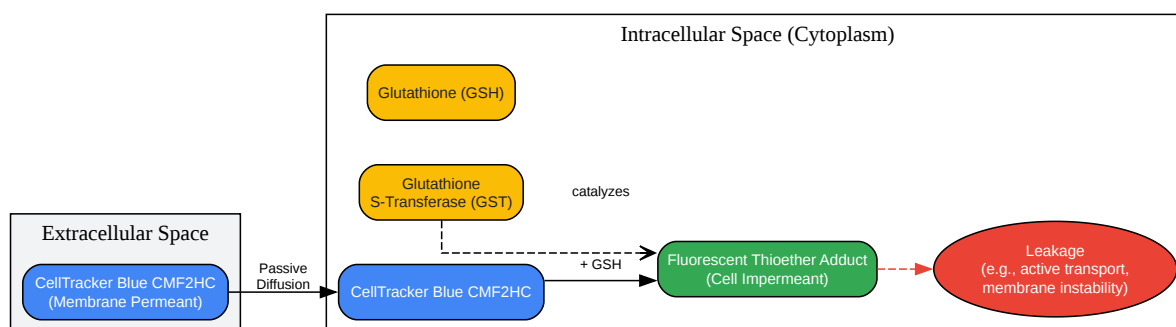 Intracellular Space (Cytoplasm)
Glutathione (GSH)
Glutathione
S-Transferase (GST)
catalyzes
Extracellular Space
CellTracker Blue CMF2HC
(Membrane Permeant)
Passive
Diffusion
CellTracker Blue CMF2HC
+ GSH
Fluorescent Thioether Adduct
(Cell Impermeant)
Leakage
(e.g., active transport,
membrane instability)